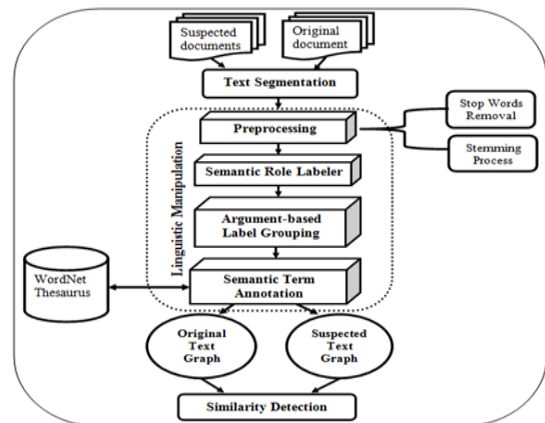 Suspected
documents
Original
document
Text Segmentation
Preprocessing
Stop Words
Removal
Stemming
Process
Linguistic Manipulation
Semantic Role Labeler
Argument-based
Label Grouping
WordNet
Thesaurus
Semantic Term
Annotation
Original
Text
Graph
Suspected
Text
Graph
Similarity Detection